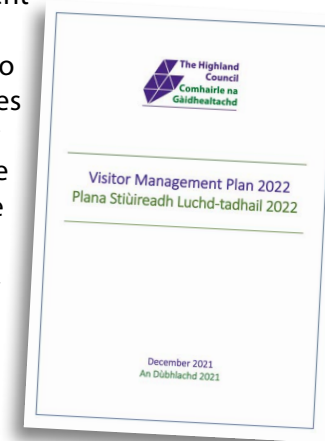 o
es
e
e
The Highland
Council
Comhairle na
Gàidhealtachd
Visitor Management Plan 2022
Plana Stiùireadh Luchd-tadhail 2022
December 2021
An Dùbhlachd 2021